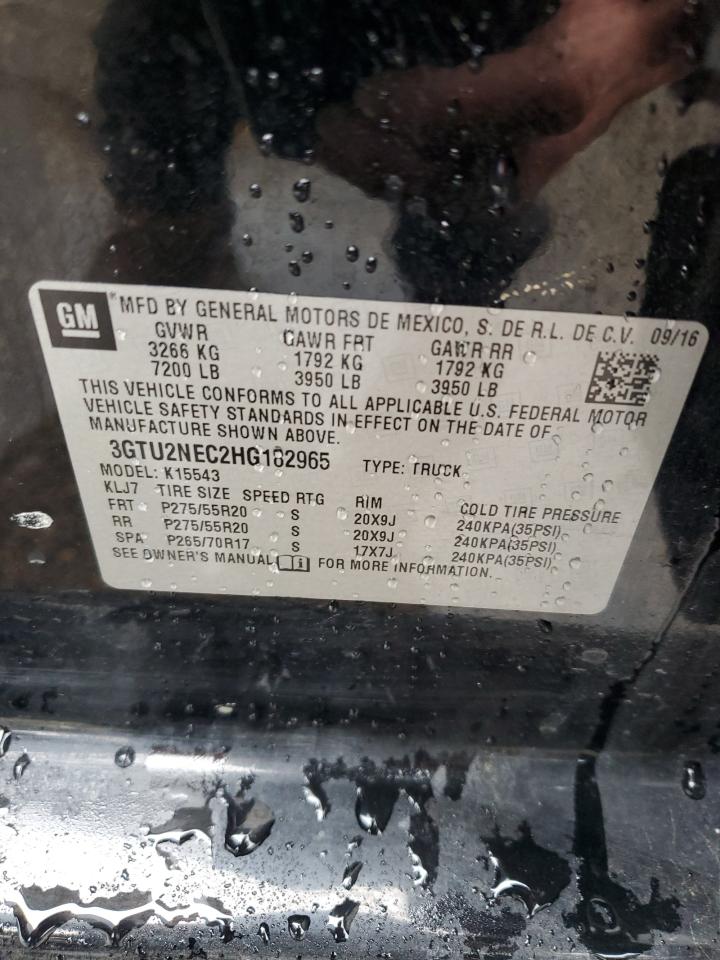 GM *MFD BY GENERAL MOTORS DE MEXICO, S. DE R.L. DE C.V. 09/16
GVWR GAWR FRT GAWR RR
3266 KG 1792 KG 1792 KG
7200 LB 3950 LB 3950 LB
THIS VEHICLE CONFORMS TO ALL APPLICABLE U.S. FEDERAL MOTOR
VEHICLE SAFETY STANDARDS IN EFFECT ON THE DATE OF
MANUFACTURE SHOWN ABOVE.
3GTU2NEC2HG182965 TYPE: TRUCK
MODEL: K15543
KLJ7 TIRE SIZE SPEED RTG RIM COLD TIRE PRESSURE
FRT P275/55R20 S 20X9J 240KPA(35PSI)
RR P275/55R20 S 20X9J 240KPA(35PSI)
SPA P265/70R17 S 17X7J 240KPA(35PSI)
SEE OWNER'S MANUAL i FOR MORE INFORMATION.